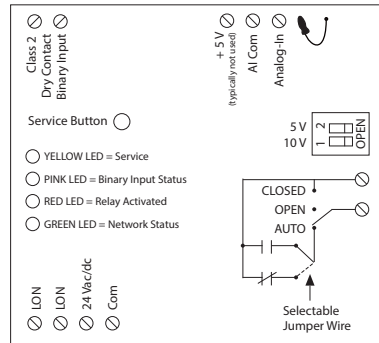 Class 2
Dry Contact
Binary Input
+ 5 V
(typically not used)
AI Com
Analog-In
Service Button
5 V
10 V
2
1
OPEN
YELLOW LED = Service
PINK LED = Binary Input Status
RED LED = Relay Activated
GREEN LED = Network Status
CLOSED
OPEN
AUTO
LON
LON
24 Vac/dc
Com
Selectable
Jumper Wire